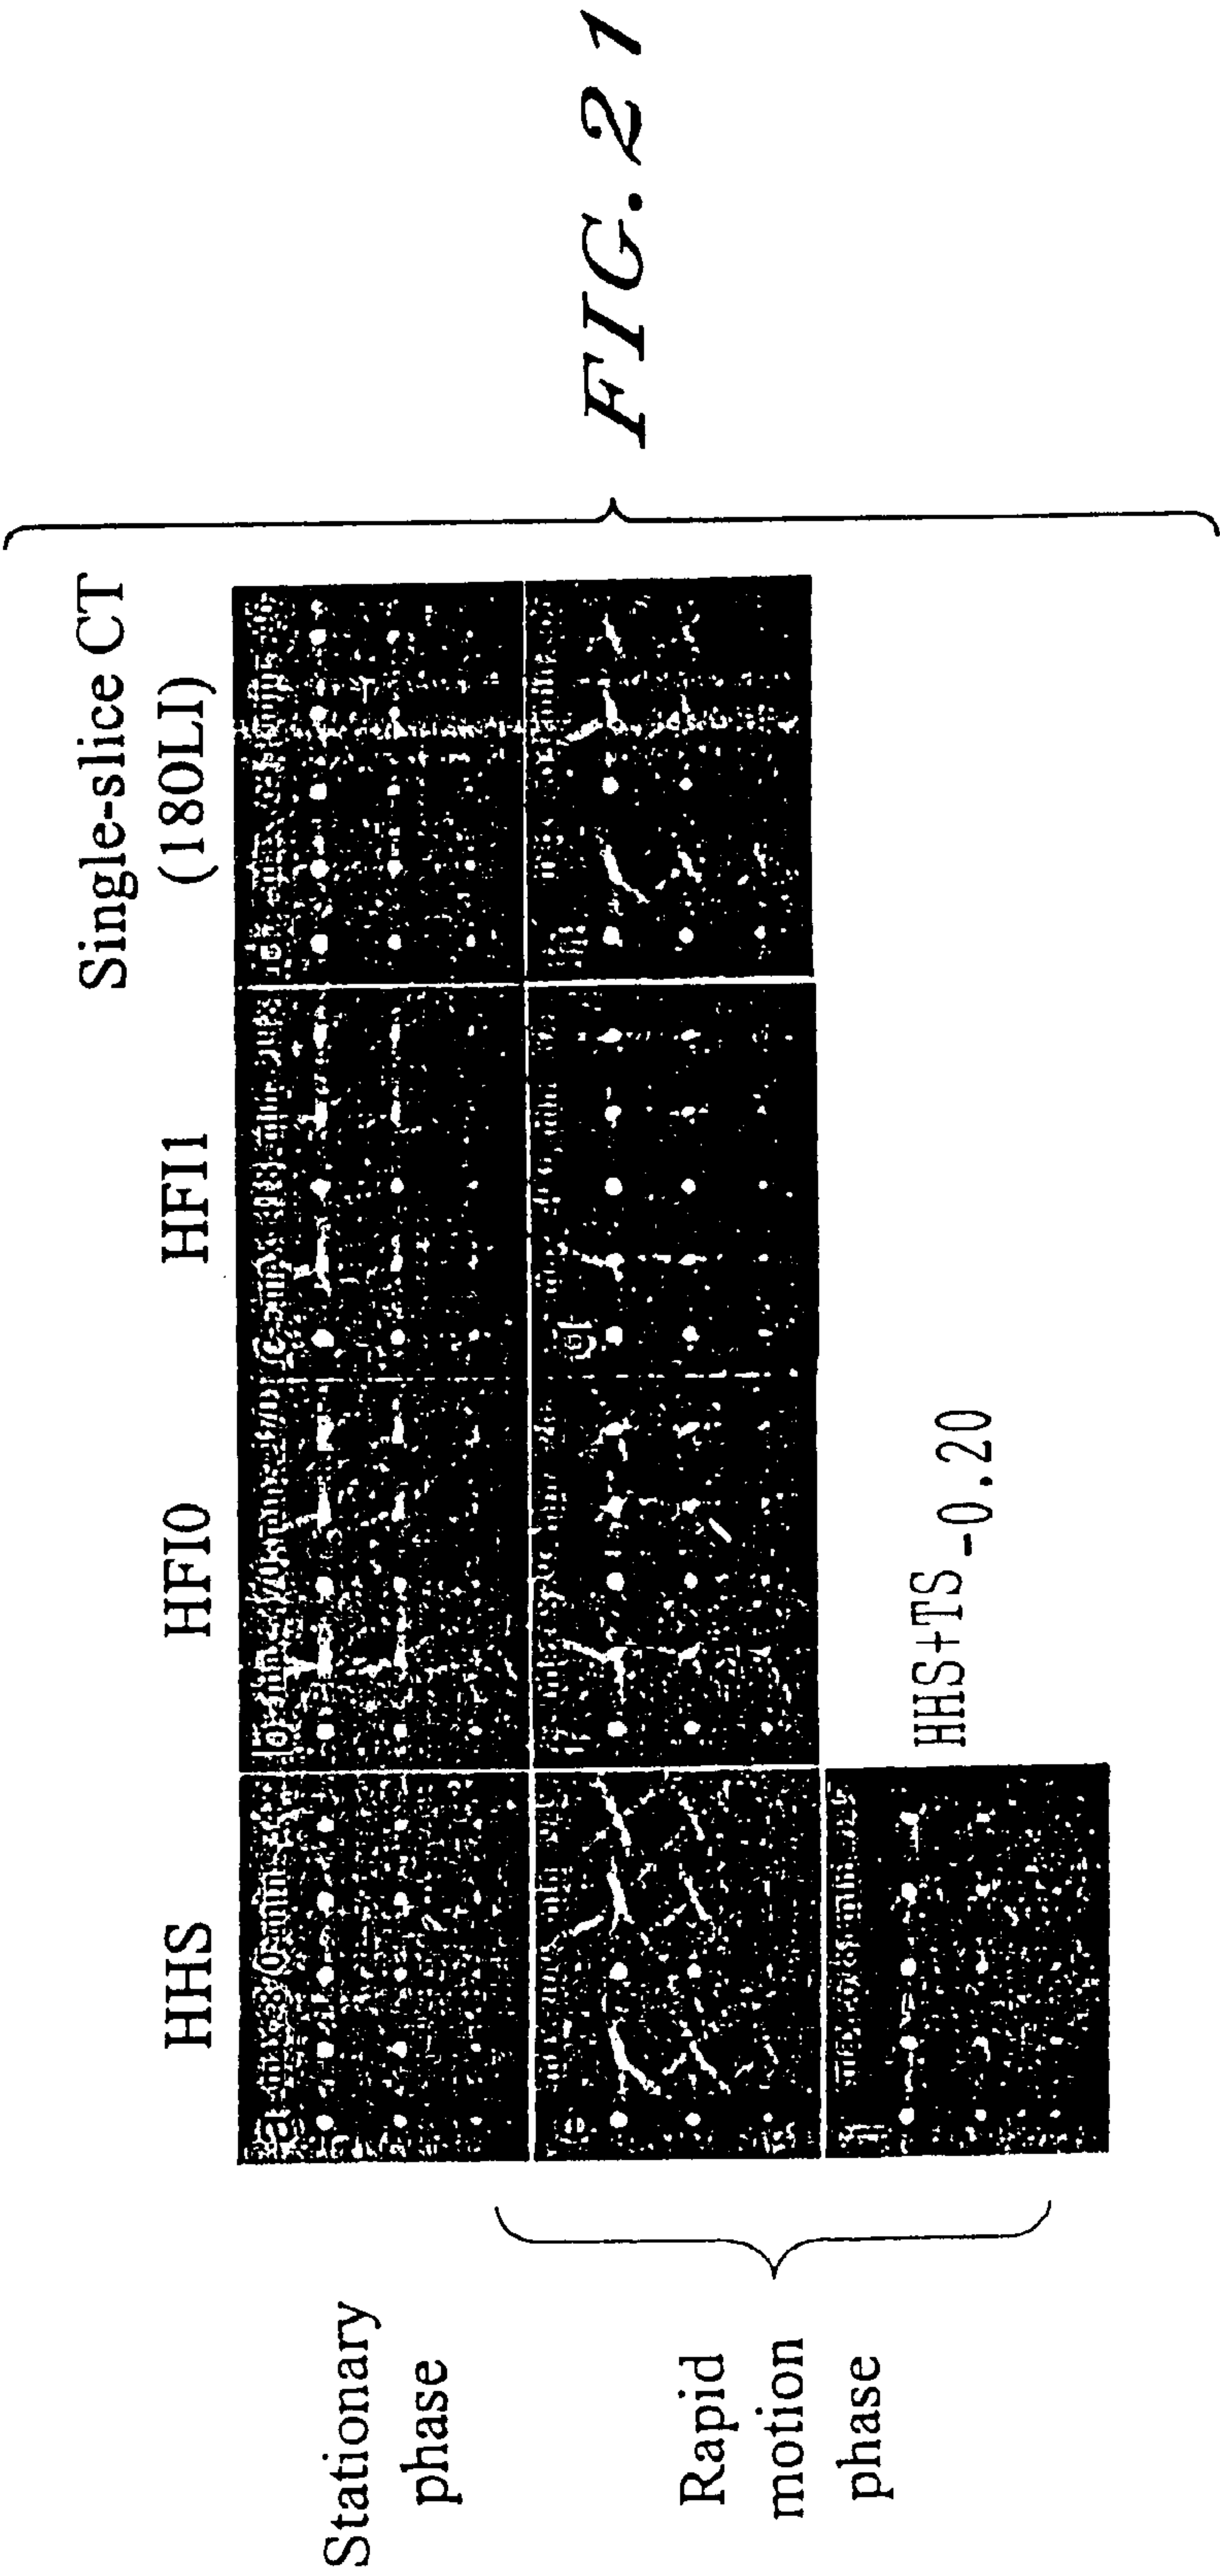 Single-slice CT
(180LI)
HHS
HFI0
HFI1
Stationary
phase
a
b
c
Rapid
motion
phase
e
f
g
h
HHS+TS-0.20
FIG. 21